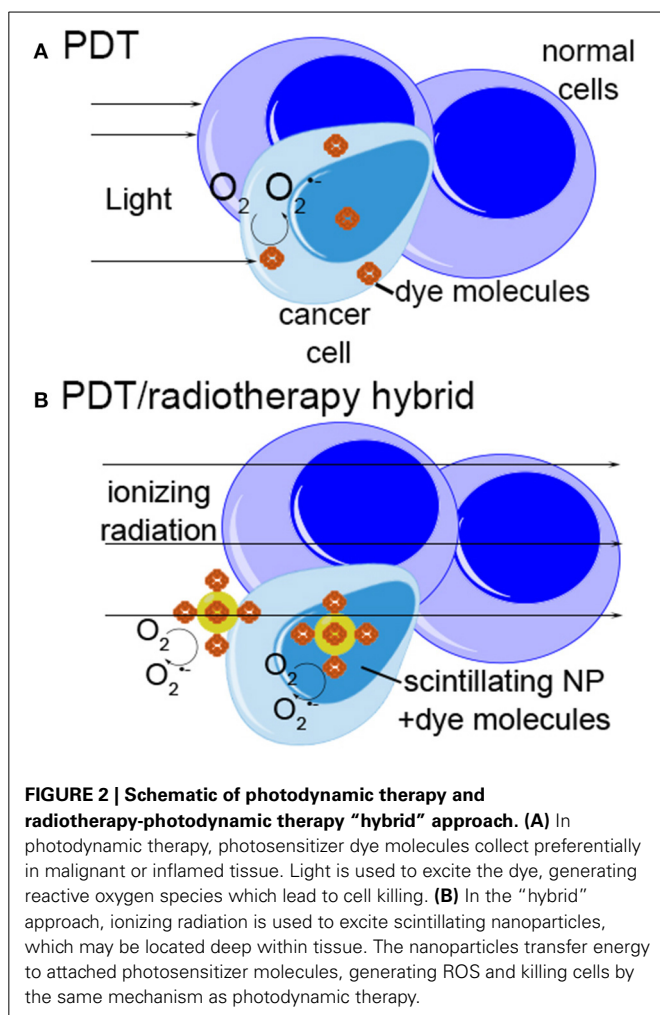 A PDT
normal
cells
Light
O2 O2•-
dye molecules
cancer
cell
B PDT/radiotherapy hybrid
ionizing
radiation
O2
O2•-
O2
O2•-
scintillating NP
+dye molecules
FIGURE 2 | Schematic of photodynamic therapy and
radiotherapy-photodynamic therapy “hybrid” approach. (A) In
photodynamic therapy, photosensitizer dye molecules collect preferentially
in malignant or inflamed tissue. Light is used to excite the dye, generating
reactive oxygen species which lead to cell killing. (B) In the “hybrid”
approach, ionizing radiation is used to excite scintillating nanoparticles,
which may be located deep within tissue. The nanoparticles transfer energy
to attached photosensitizer molecules, generating ROS and killing cells by
the same mechanism as photodynamic therapy.